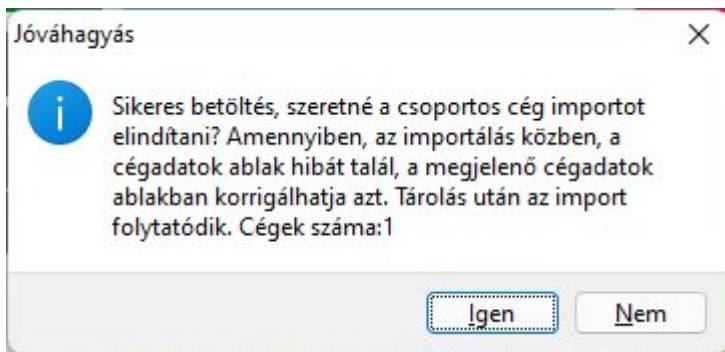 Jóváhagyás
Sikeres betöltés, szeretné a csoportos cég importot
elindítani? Amennyiben, az importálás közben, a
cégadatok ablak hibát talál, a megjelenő cégadatok
ablakban korrigálhatja azt. Tárolás után az import
folytatódik. Cégek száma:1
Igen Nem